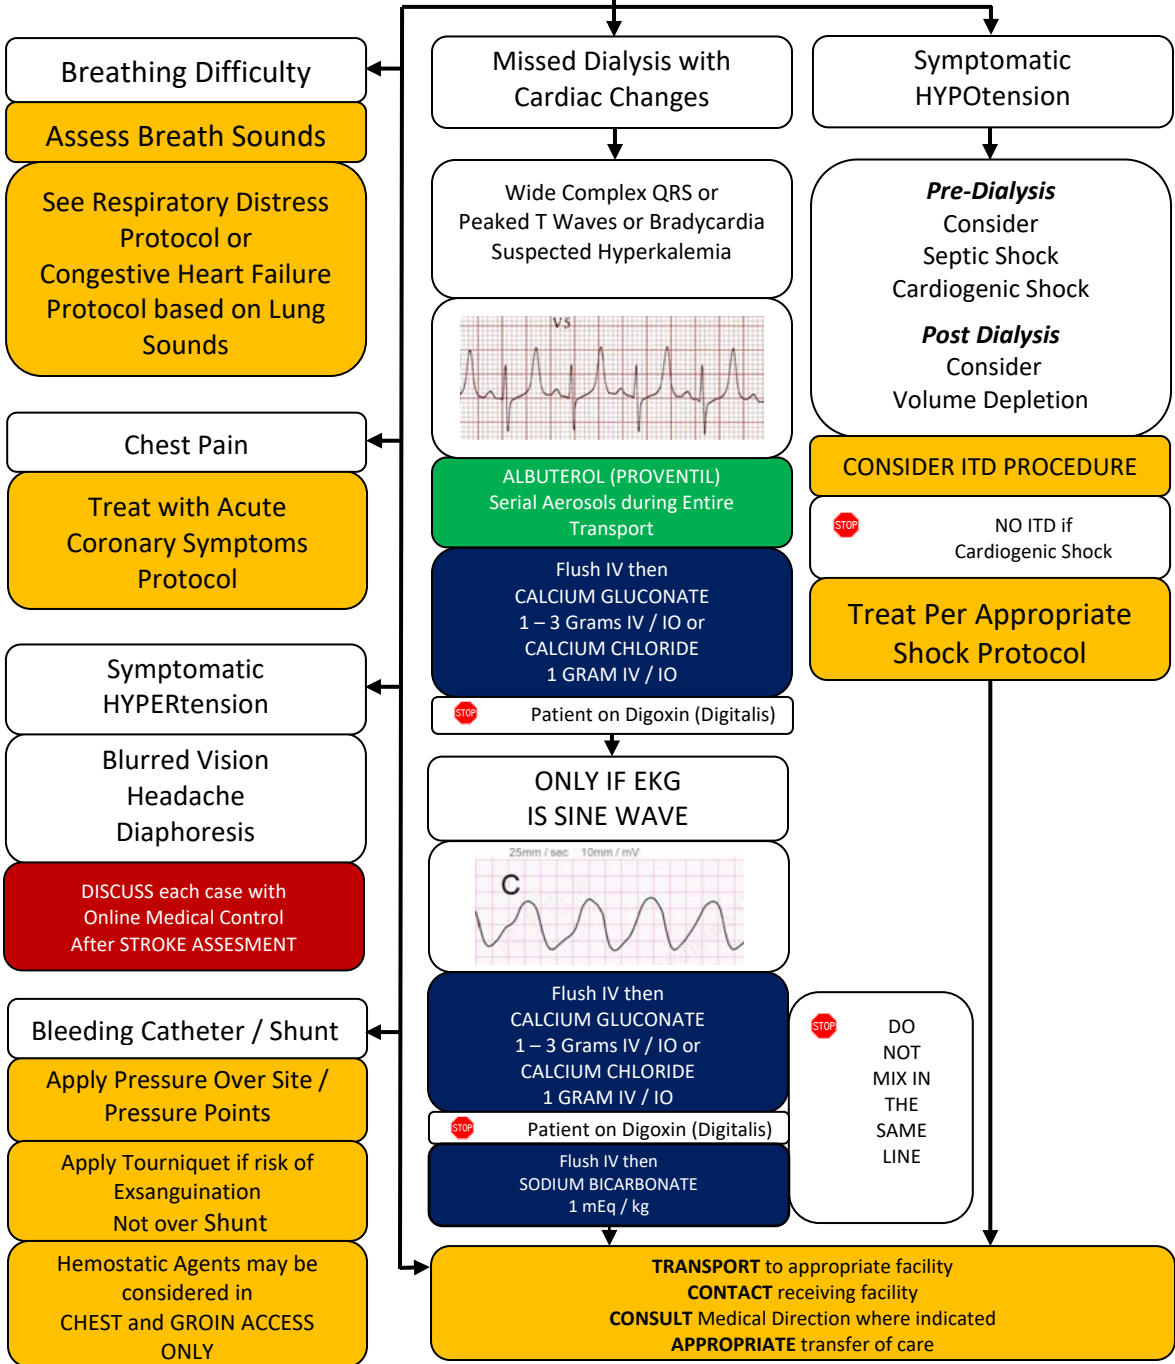 Breathing Difficulty
Assess Breath Sounds
See Respiratory Distress
Protocol or
Congestive Heart Failure
Protocol based on Lung
Sounds
Chest Pain
Treat with Acute
Coronary Symptoms
Protocol
Symptomatic
HYPERtension
Blurred Vision
Headache
Diaphoresis
DISCUSS each case with
Online Medical Control
After STROKE ASSESMENT
Bleeding Catheter / Shunt
Apply Pressure Over Site /
Pressure Points
Apply Tourniquet if risk of
Exsanguination
Not over Shunt
Hemostatic Agents may be
considered in
CHEST and GROIN ACCESS
ONLY
Missed Dialysis with
Cardiac Changes
Wide Complex QRS or
Peaked T Waves or Bradycardia
Suspected Hyperkalemia
V5
ALBUTEROL (PROVENTIL)
Serial Aerosols during Entire
Transport
Flush IV then
CALCIUM GLUCONATE
1 – 3 Grams IV / IO or
CALCIUM CHLORIDE
1 GRAM IV / IO
STOP Patient on Digoxin (Digitalis)
ONLY IF EKG
IS SINE WAVE
25mm / sec 10mm / mV
C
Flush IV then
CALCIUM GLUCONATE
1 – 3 Grams IV / IO or
CALCIUM CHLORIDE
1 GRAM IV / IO
STOP Patient on Digoxin (Digitalis)
Flush IV then
SODIUM BICARBONATE
1 mEq / kg
STOP DO
NOT
MIX IN
THE
SAME
LINE
Symptomatic
HYPOtension
Pre-Dialysis
Consider
Septic Shock
Cardiogenic Shock
Post Dialysis
Consider
Volume Depletion
CONSIDER ITD PROCEDURE
STOP NO ITD if
Cardiogenic Shock
Treat Per Appropriate
Shock Protocol
TRANSPORT to appropriate facility
CONTACT receiving facility
CONSULT Medical Direction where indicated
APPROPRIATE transfer of care